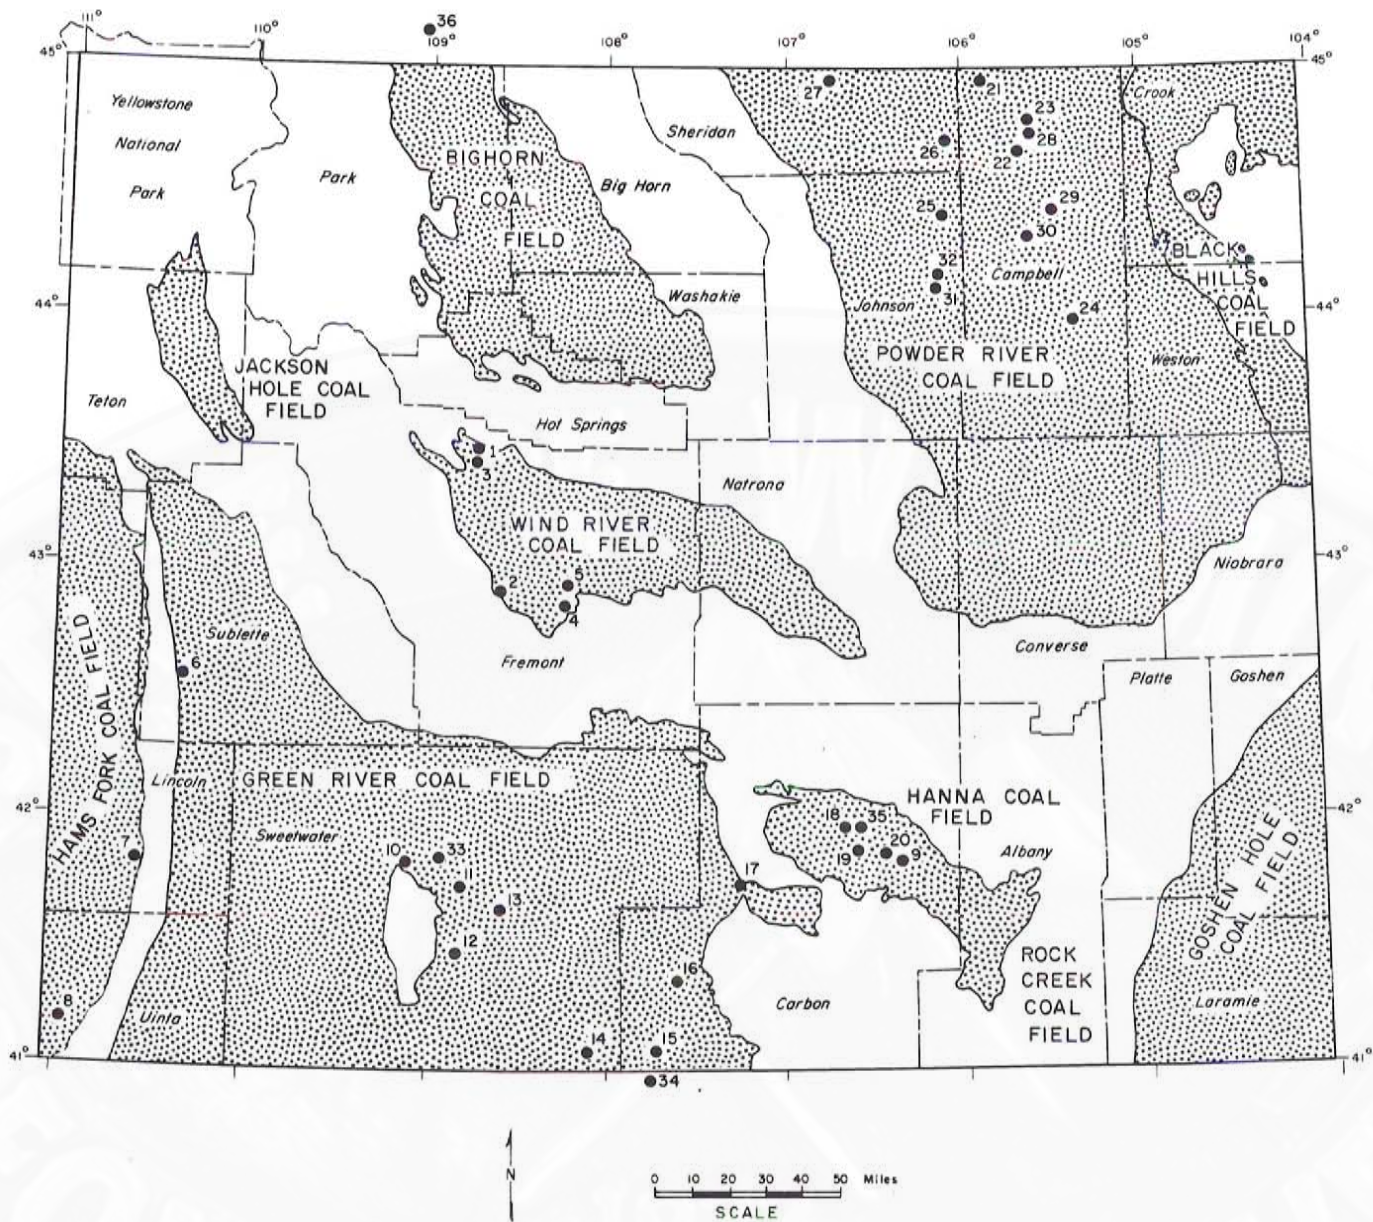 36
111°
110°
109°
108°
107°
106°
105°
104°
45°
45°
Yellowstone
National
Park
Park
BIGHORN
COAL
FIELD
Sheridan
Big Horn
27
21
23
28
22
26
Crook
25
29
30
32
31
Campbell
Johnson
24
BLACK
HILLS
COAL
FIELD
Washakie
44°
44°
POWDER RIVER
COAL FIELD
Weston
JACKSON
HOLE COAL
FIELD
Teton
Hot Springs
1
3
Natrona
WIND RIVER
COAL FIELD
43°
43°
Niobrara
2
5
4
HAMS FORK COAL FIELD
Sublette
6
Fremont
Converse
Platte
Goshen
Lincoln
GREEN RIVER COAL FIELD
Sweetwater
42°
42°
HANNA COAL
FIELD
18
35
19
20
9
Albany
GOSHEN HOLE
COAL FIELD
7
10
33
11
13
12
17
16
8
Uinta
Carbon
ROCK
CREEK
COAL
FIELD
Laramie
14
15
41°
41°
34
N
0 10 20 30 40 50 Miles
SCALE